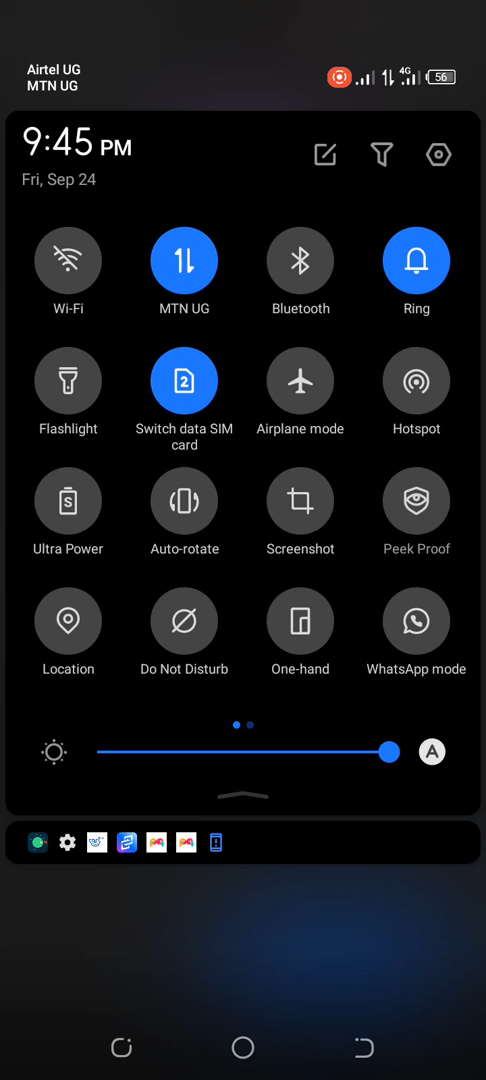 Airtel UG
MTN UG
4G
56
9:45 PM
Fri, Sep 24
Wi-Fi
MTN UG
Bluetooth
Ring
2
Flashlight
Switch data SIM card
Airplane mode
Hotspot
S
Ultra Power
Auto-rotate
Screenshot
Peek Proof
Location
Do Not Disturb
One-hand
WhatsApp mode
A